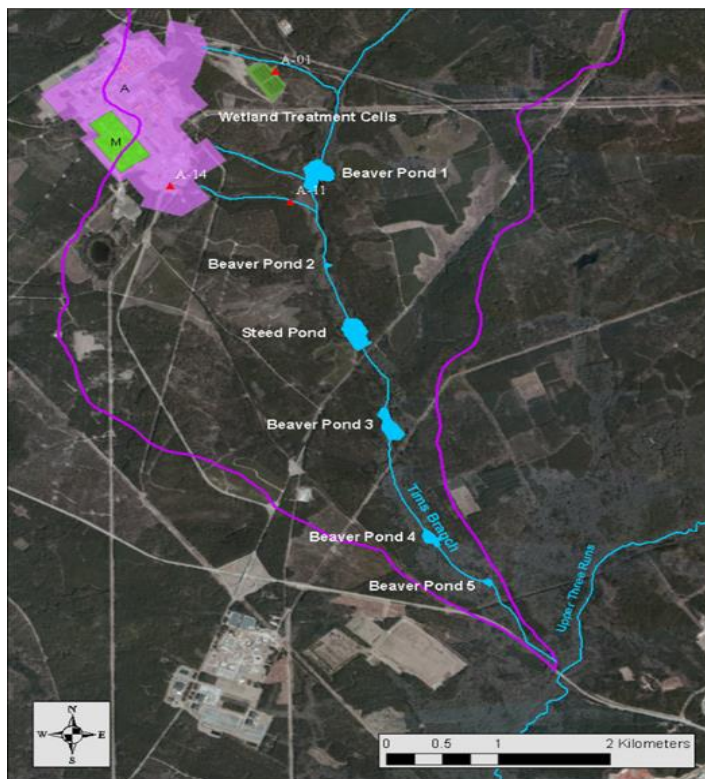 A-01
A
Wetland Treatment Cells
M
Beaver Pond 1
A-14
A-11
Beaver Pond 2
Steed Pond
Beaver Pond 3
Tims Branch
Beaver Pond 4
Beaver Pond 5
Upper Three Runs
N
W E
S
0 0.5 1 2 Kilometers